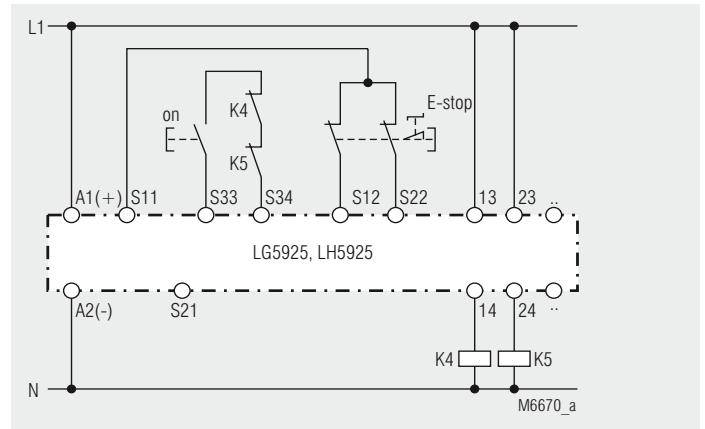 L1
on
K4
K5
E-stop
A1(+) S11 S33 S34 S12 S22 13 23 ..
LG5925, LH5925
A2(-) S21 14 24 ..
K4 K5
N
M6670_a